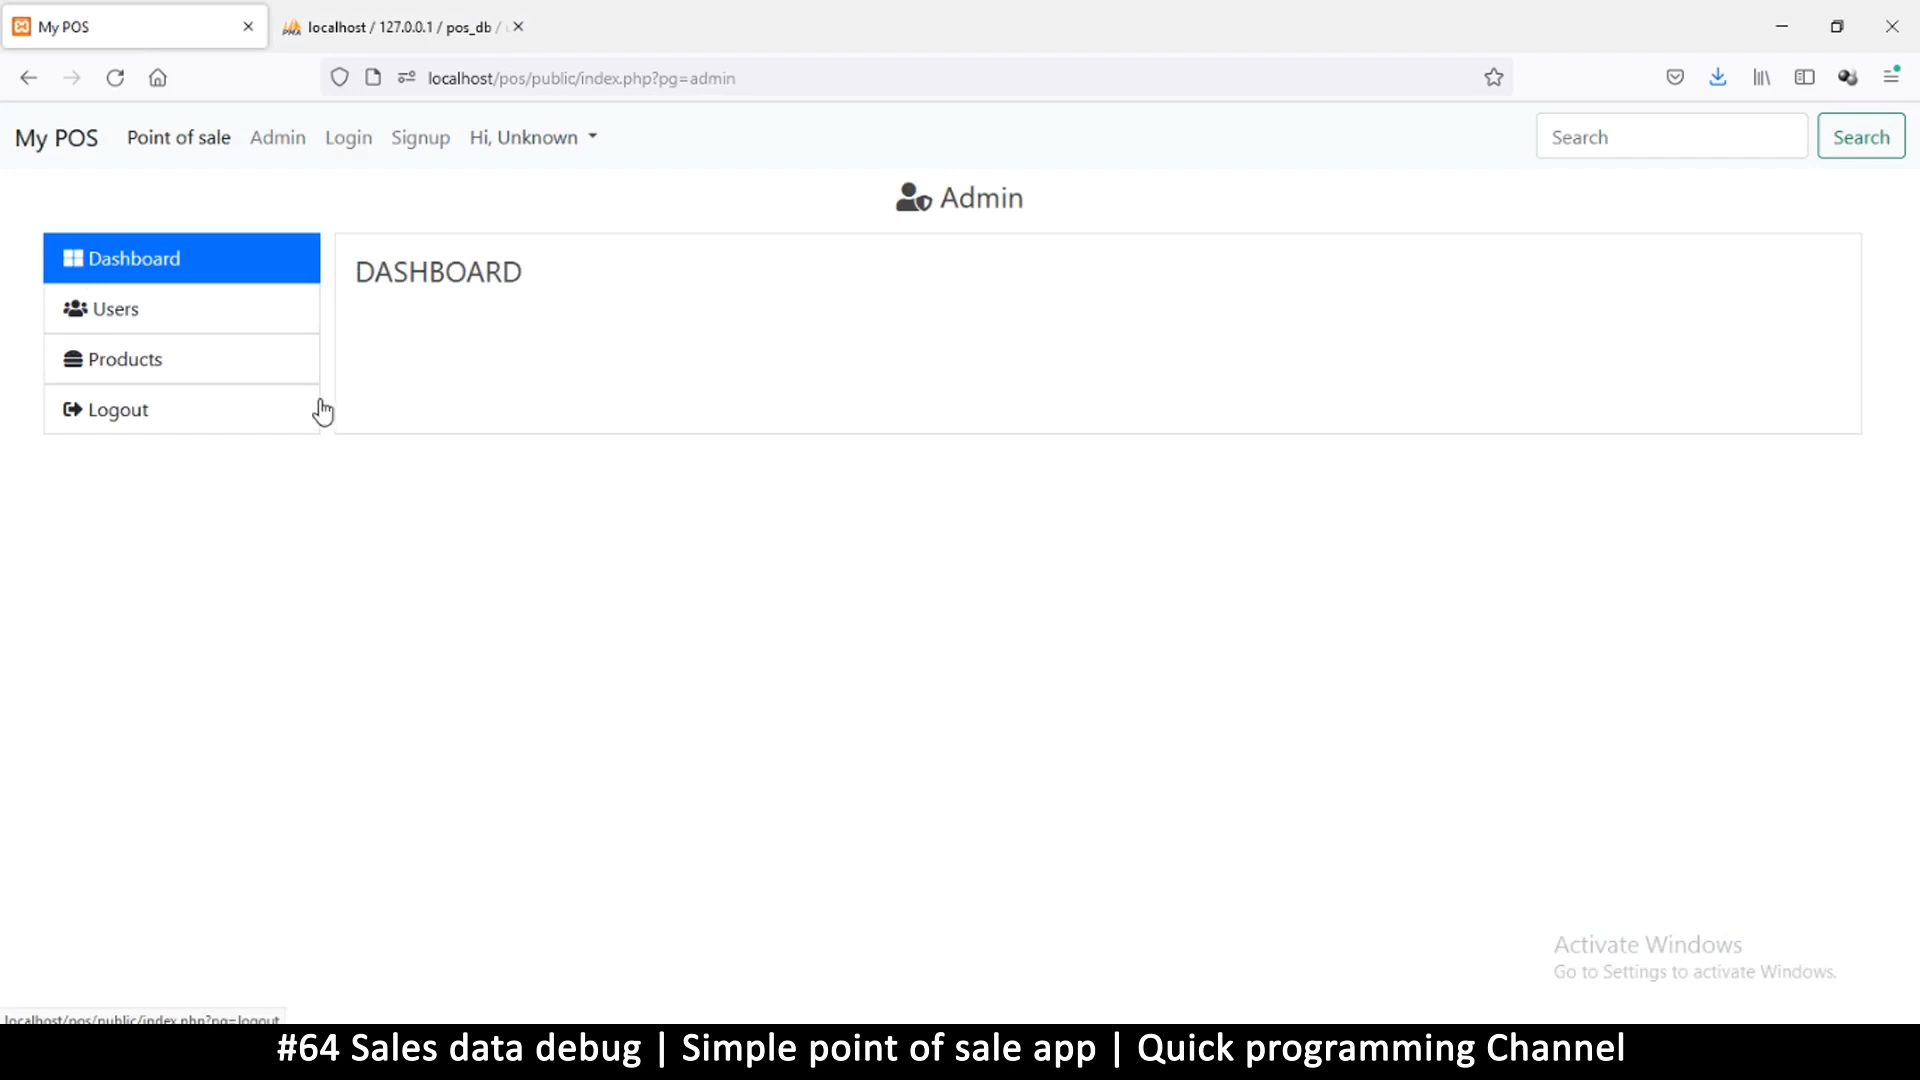 My POS
localhost / 127.0.0.1 / pos_db /
localhost/pos/public/index.php?pg=admin
My POS Point of sale Admin Login Signup Hi, Unknown Search Search
Admin
Dashboard
DASHBOARD
Users
Products
Logout
Activate Windows
Go to Settings to activate Windows.
localhost/pos/public/index.php?pg=logout
#64 Sales data debug | Simple point of sale app | Quick programming Channel